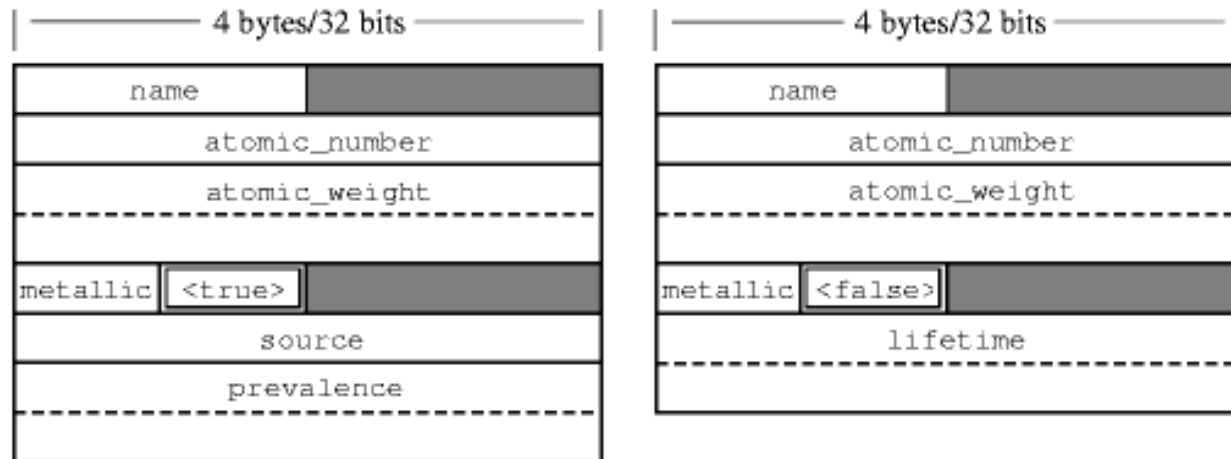 4 bytes/32 bits
name
atomic_number
atomic_weight
metallic <true>
source
prevalence
4 bytes/32 bits
name
atomic_number
atomic_weight
metallic <false>
lifetime